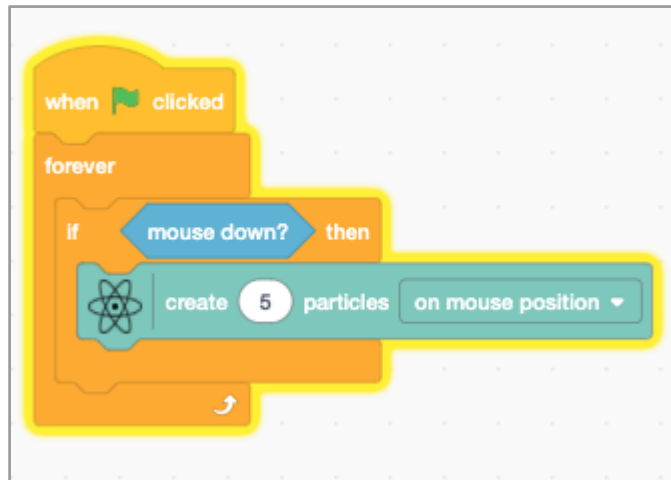 when clicked
forever
if mouse down? then
create 5 particles on mouse position